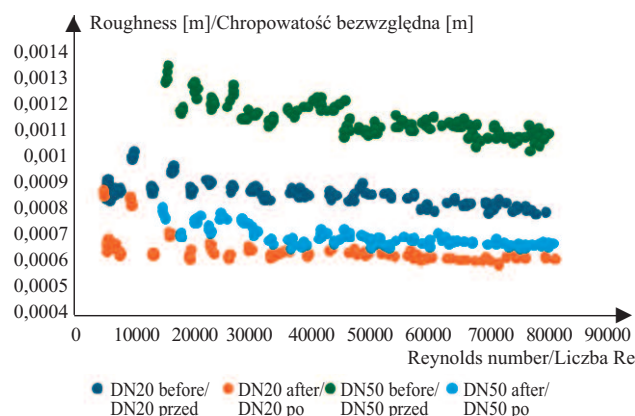 Roughness [m]/Chropowatość bezwzględna [m]
0,0014
0,0013
0,0012
0,0011
0,001
0,0009
0,0008
0,0007
0,0006
0,0005
0,0004
0 10000 20000 30000 40000 50000 60000 70000 80000 90000
Reynolds number/Liczba Re
DN20 before/ DN20 after/ DN50 before/ DN50 after/
DN20 przed DN20 po DN50 przed DN50 po